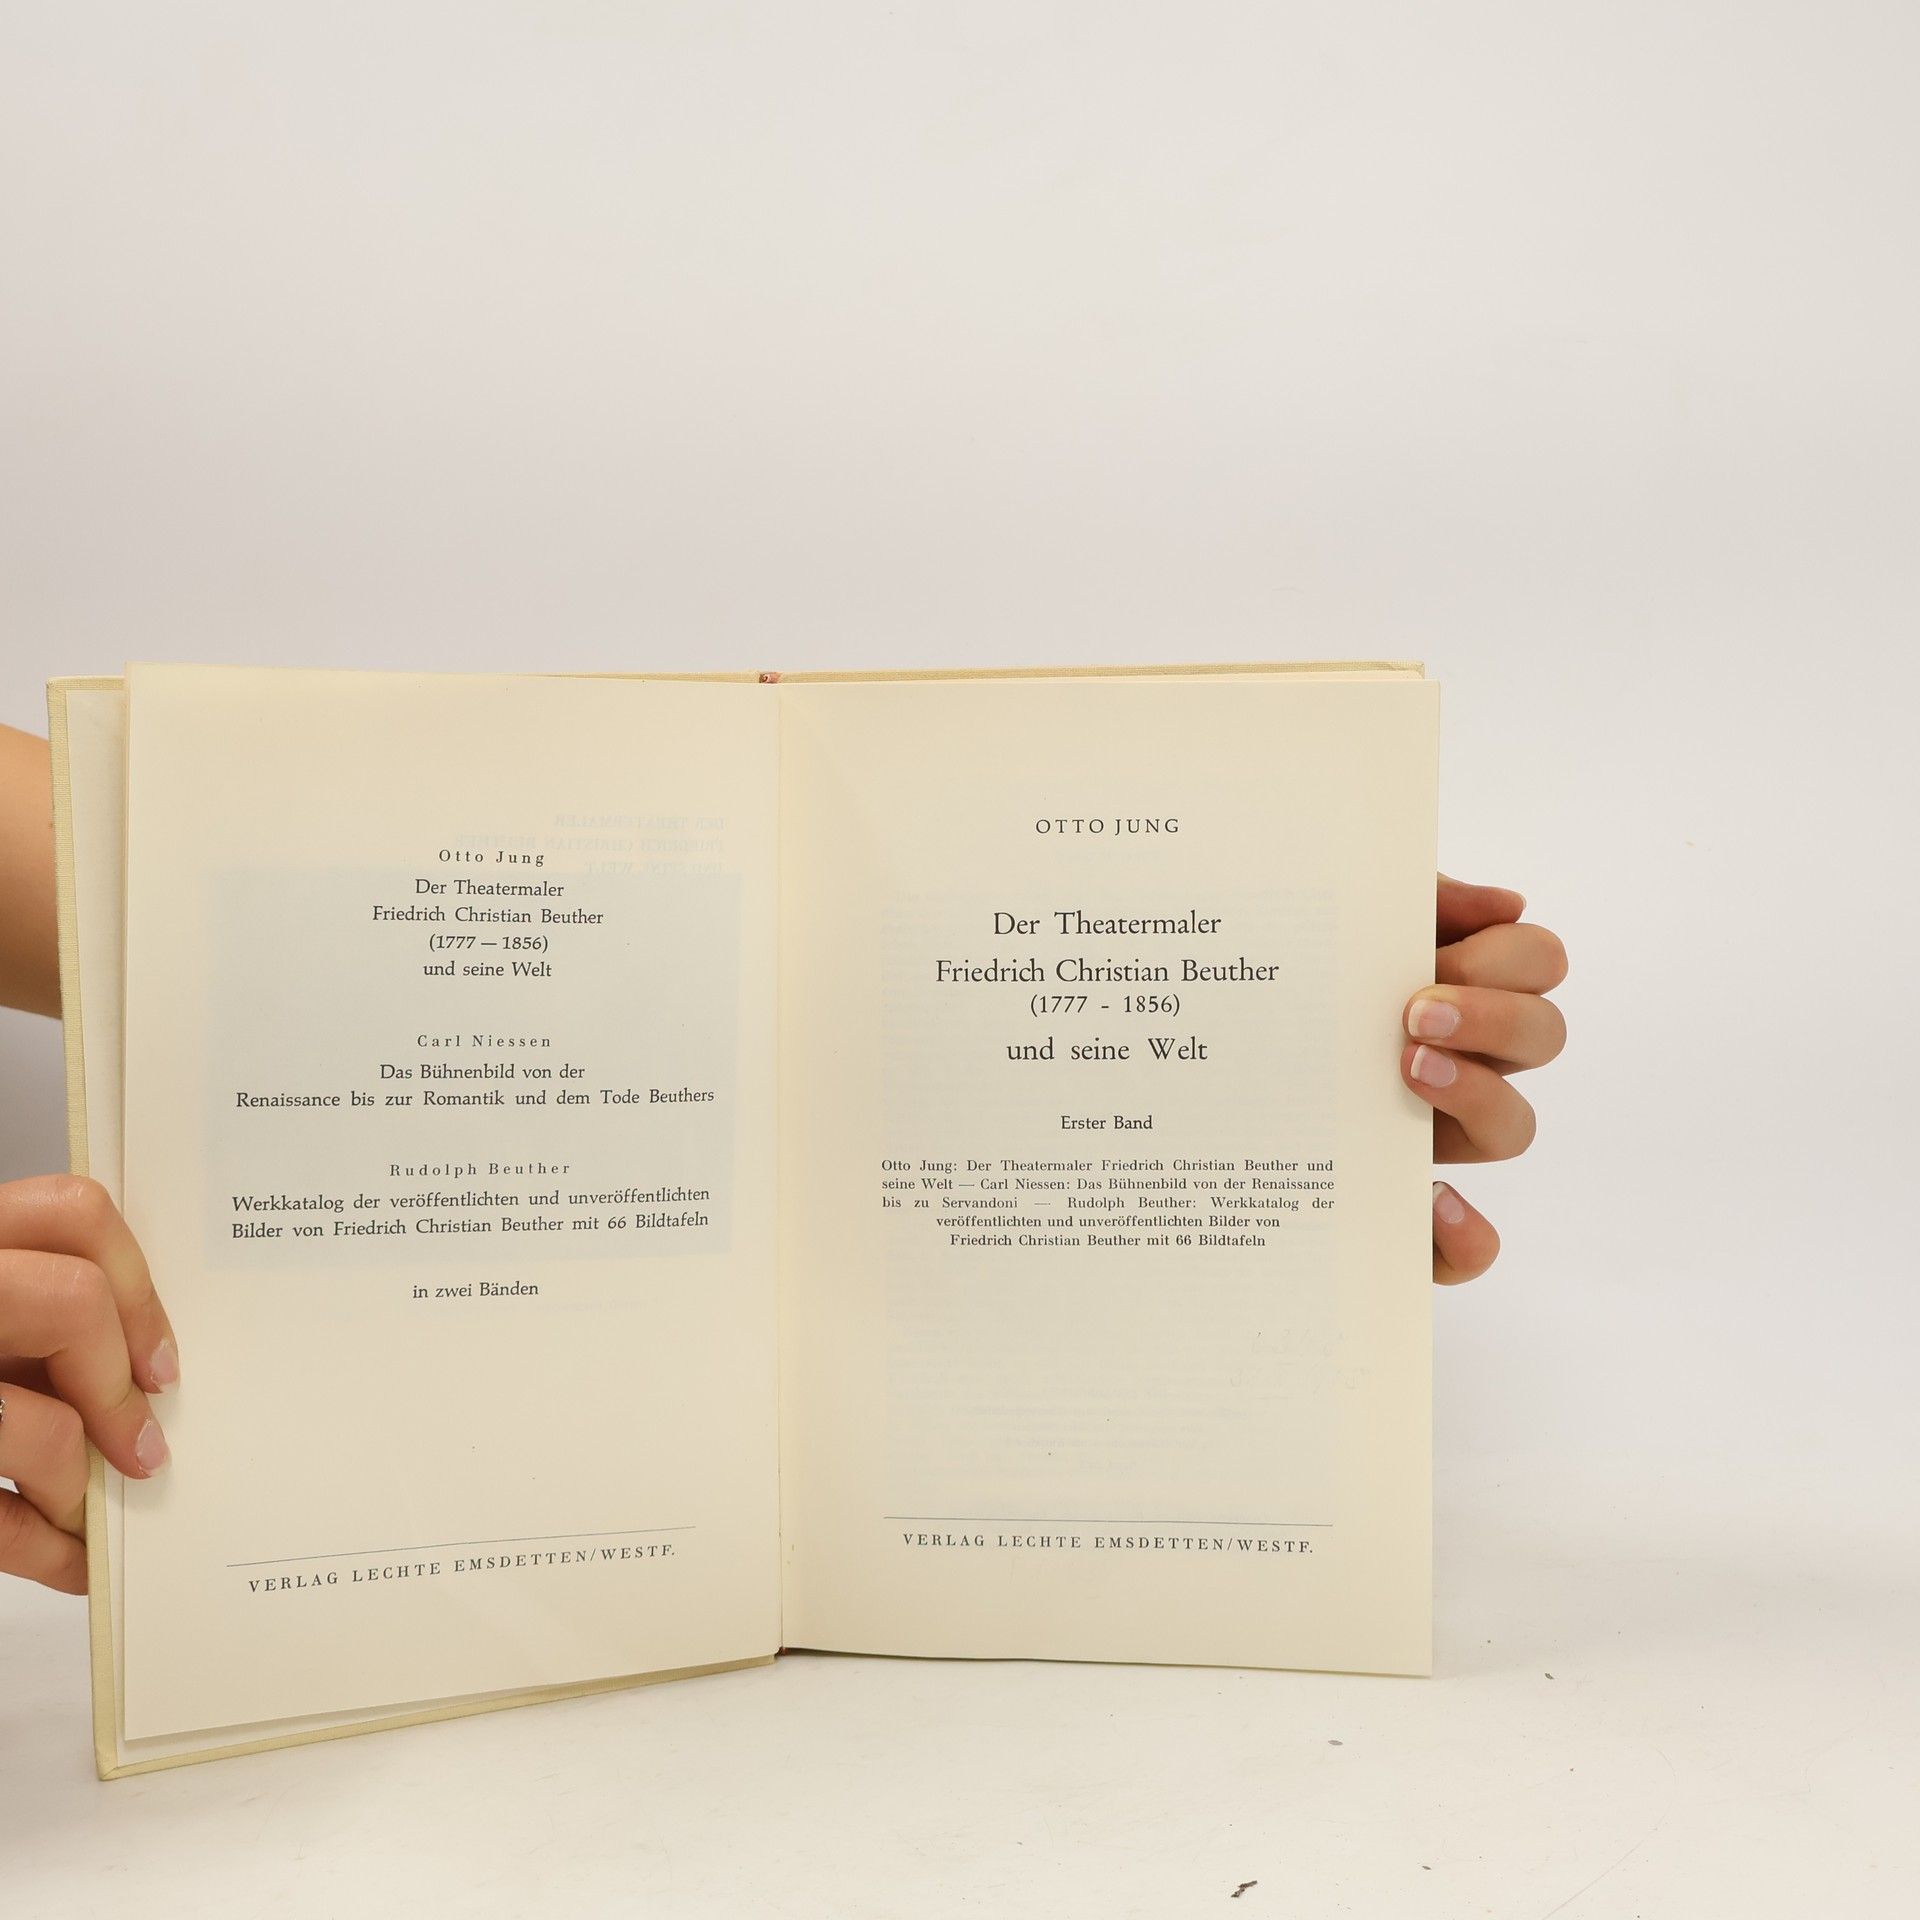 Otto Jung
Der Theatermaler
Friedrich Christian Beuther
(1777 — 1856)
und seine Welt
Carl Niessen
Das Bühnenbild von der
Renaissance bis zur Romantik und dem Tode Beuthers
Rudolph Beuther
Werkkatalog der veröffentlichten und unveröffentlichten
Bilder von Friedrich Christian Beuther mit 66 Bildtafeln
in zwei Bänden
VERLAG LECHTE EMSDETTEN/WESTF.
OTTO JUNG
Der Theatermaler
Friedrich Christian Beuther
(1777 - 1856)
und seine Welt
Erster Band
Otto Jung: Der Theatermaler Friedrich Christian Beuther und
seine Welt — Carl Niessen: Das Bühnenbild von der Renaissance
bis zu Servandoni — Rudolph Beuther: Werkkatalog der
veröffentlichten und unveröffentlichten Bilder von
Friedrich Christian Beuther mit 66 Bildtafeln
VERLAG LECHTE EMSDETTEN/WESTF.